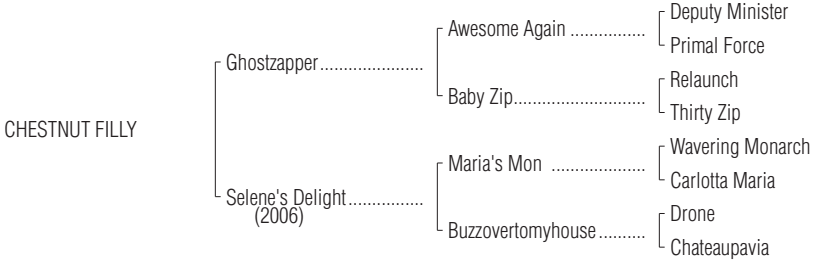 Deputy Minister
Awesome Again ................
Primal Force
Ghostzapper......................
Relaunch
Baby Zip............................
Thirty Zip
CHESTNUT FILLY
Wavering Monarch
Maria's Mon ....................
Carlotta Maria
Selene's Delight................
(2006)
Drone
Buzzovertomyhouse..........
Chateaupavia